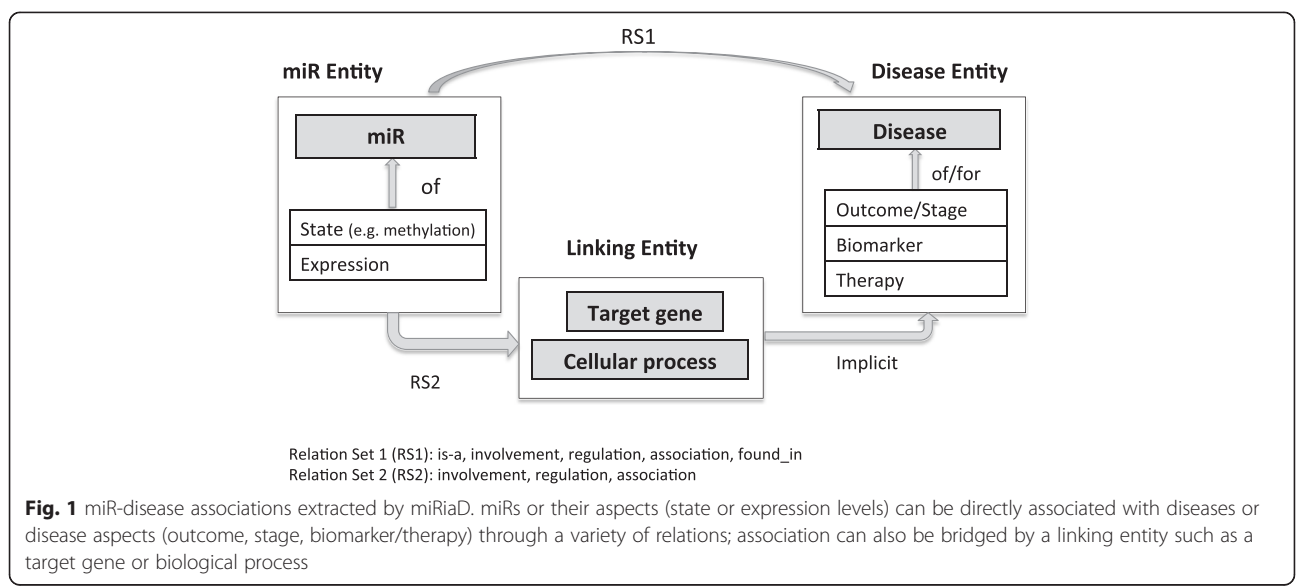 RS1
miR Entity
Disease Entity
miR
Disease
of
of/for
State (e.g. methylation)
Expression
Outcome/Stage
Biomarker
Therapy
Linking Entity
Target gene
Cellular process
RS2
Implicit
Relation Set 1 (RS1): is-a, involvement, regulation, association, found_in
Relation Set 2 (RS2): involvement, regulation, association
Fig. 1 miR-disease associations extracted by miRiaD. miRs or their aspects (state or expression levels) can be directly associated with diseases or
disease aspects (outcome, stage, biomarker/therapy) through a variety of relations; association can also be bridged by a linking entity such as a
target gene or biological process